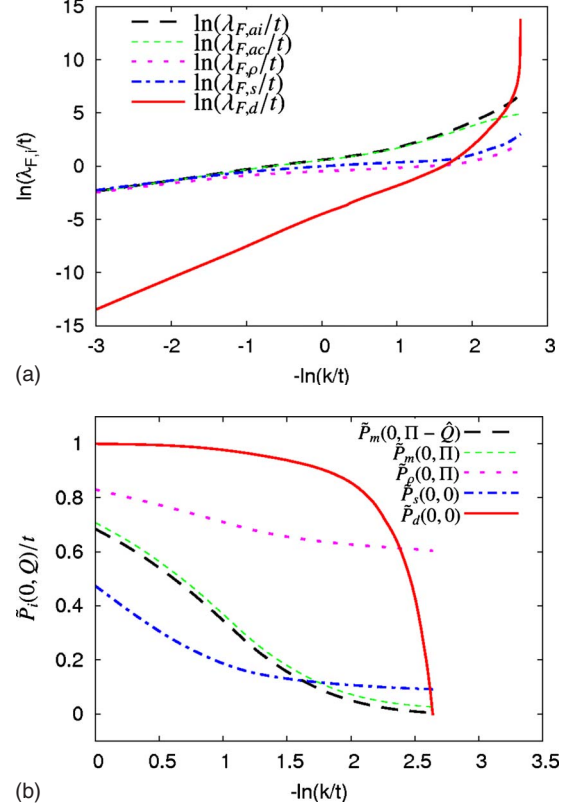 15
10
5
0
-5
-10
-15
ln(λF,i/t)
ln(λF,ai/t)
ln(λF,ac/t)
ln(λF,ρ/t)
ln(λF,s/t)
ln(λF,d/t)
-3 -2 -1 0 1 2 3
-ln(k/t)
(a)
1
0.8
0.6
0.4
0.2
0
P̃i(0,Q)/t
P̃m(0,Π − Q̂)
P̃m(0,Π)
P̃ρ(0,Π)
P̃s(0,0)
P̃d(0,0)
0 0.5 1 1.5 2 2.5 3 3.5
-ln(k/t)
(b)